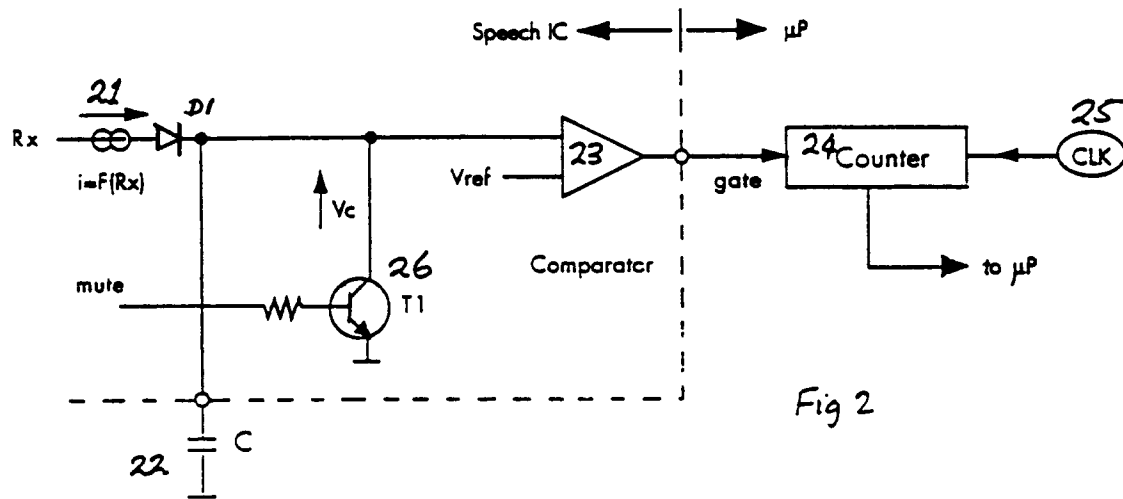 Speech IC
µP
21
D1
Rx
i=F(Rx)
Vref
23
gate
24 Counter
25
CLK
Vc
to µP
mute
26
T1
Comparater
C
22
Fig 2